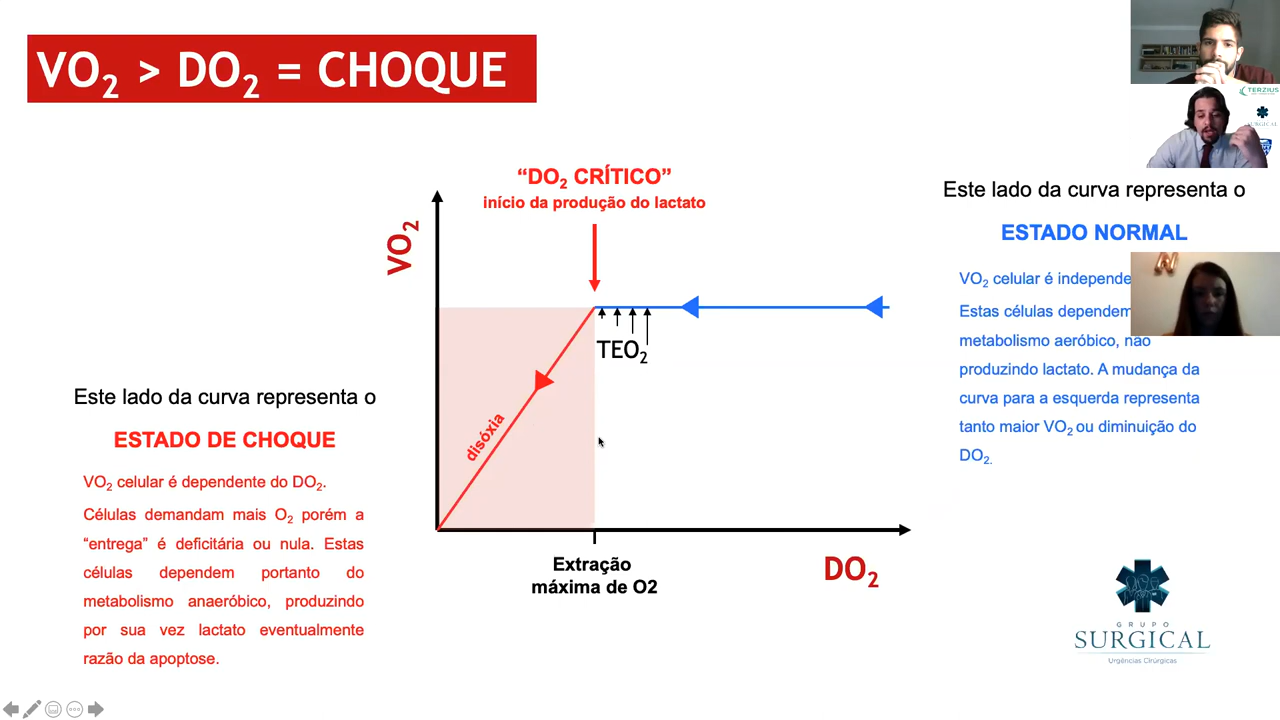 VO2 > DO2 = CHOQUE
TERZIUS
SURGICAL
“DO2 CRÍTICO”
início da produção do lactato
VO2
TEO2
disóxia
Extração
máxima de O2
DO2
Este lado da curva representa o
ESTADO DE CHOQUE
VO2 celular é dependente do DO2.
Células demandam mais O2 porém a
“entrega” é deficitária ou nula. Estas
células dependem portanto do
metabolismo anaeróbico, produzindo
por sua vez lactato eventualmente
razão da apoptose.
Este lado da curva representa o
ESTADO NORMAL
VO2 celular é independe
Estas células dependem
metabolismo aeróbico, não
produzindo lactato. A mudança da
curva para a esquerda representa
tanto maior VO2 ou diminuição do
DO2.
GRUPO
SURGICAL
Urgências Cirúrgicas